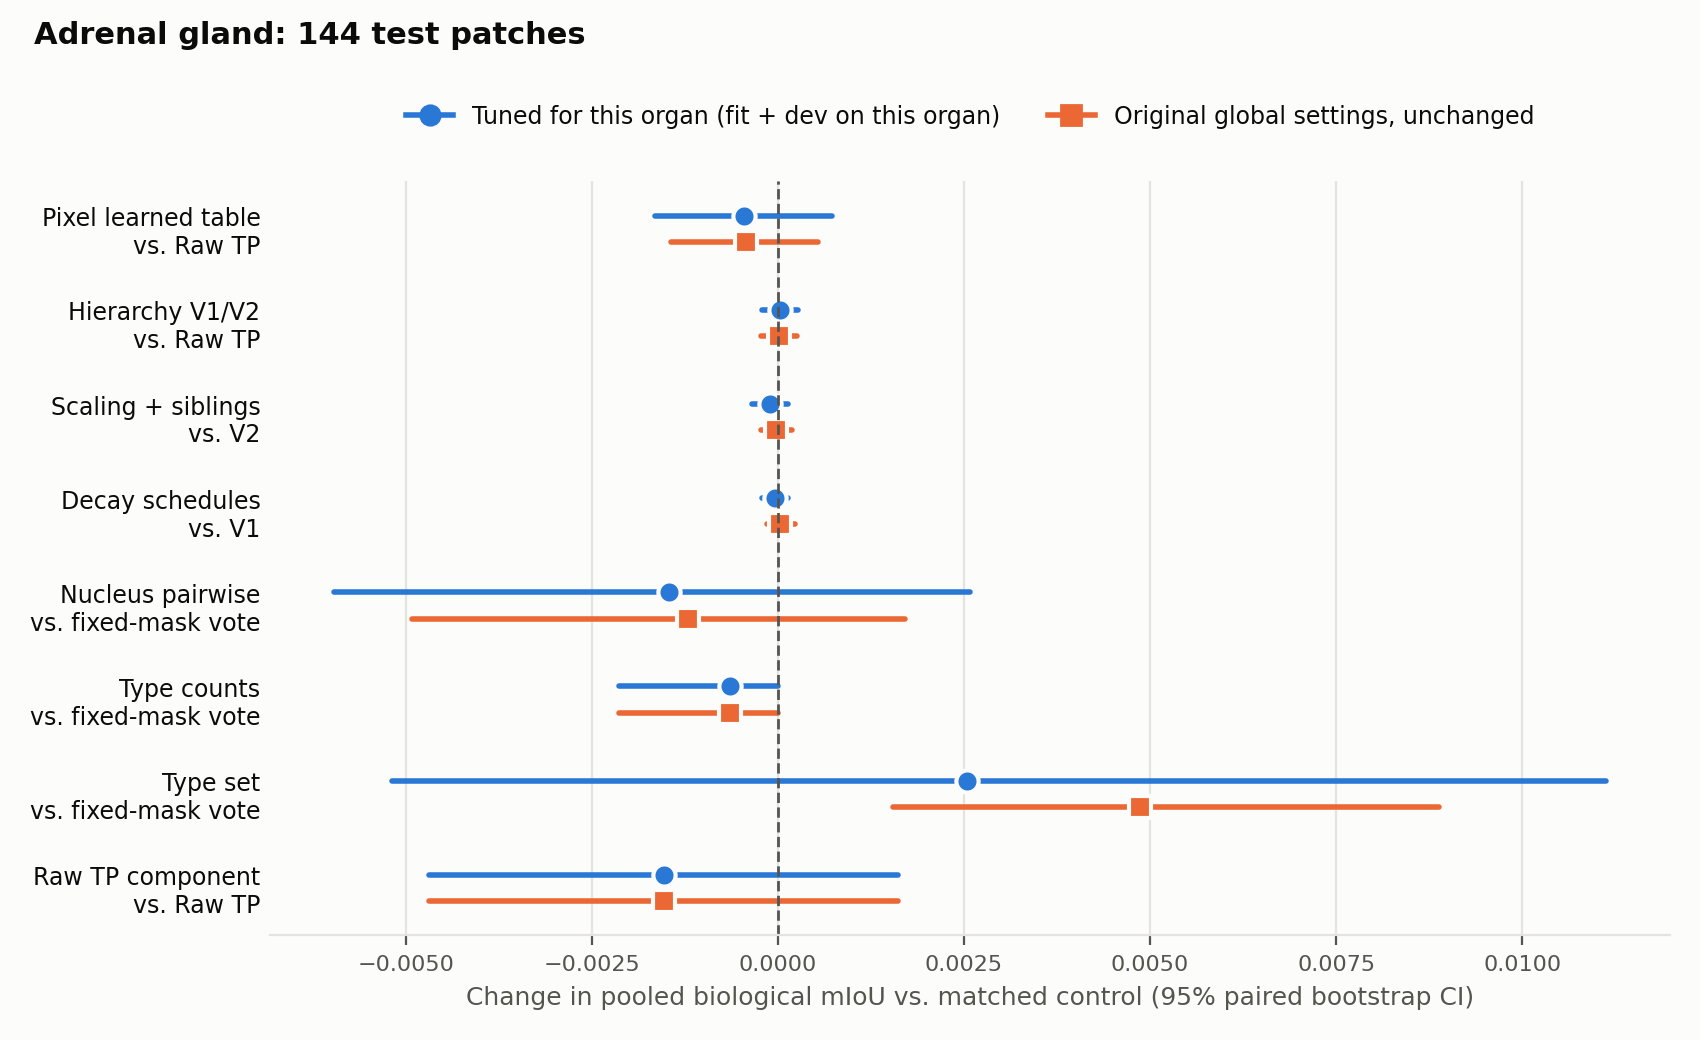 Adrenal gland: 144 test patches
Tuned for this organ (fit + dev on this organ)
Original global settings, unchanged
Pixel learned table
vs. Raw TP
Hierarchy V1/V2
vs. Raw TP
Scaling + siblings
vs. V2
Decay schedules
vs. V1
Nucleus pairwise
vs. fixed-mask vote
Type counts
vs. fixed-mask vote
Type set
vs. fixed-mask vote
Raw TP component
vs. Raw TP
−0.0050
−0.0025
0.0000
0.0025
0.0050
0.0075
0.0100
Change in pooled biological mIoU vs. matched control (95% paired bootstrap CI)